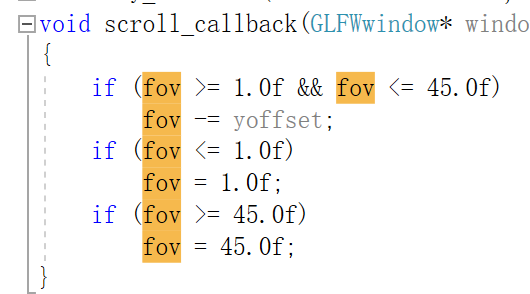 void scroll_callback(GLFWwindow* windo
{
if (fov >= 1.0f && fov <= 45.0f)
fov -= yoffset;
if (fov <= 1.0f)
fov = 1.0f;
if (fov >= 45.0f)
fov = 45.0f;
}